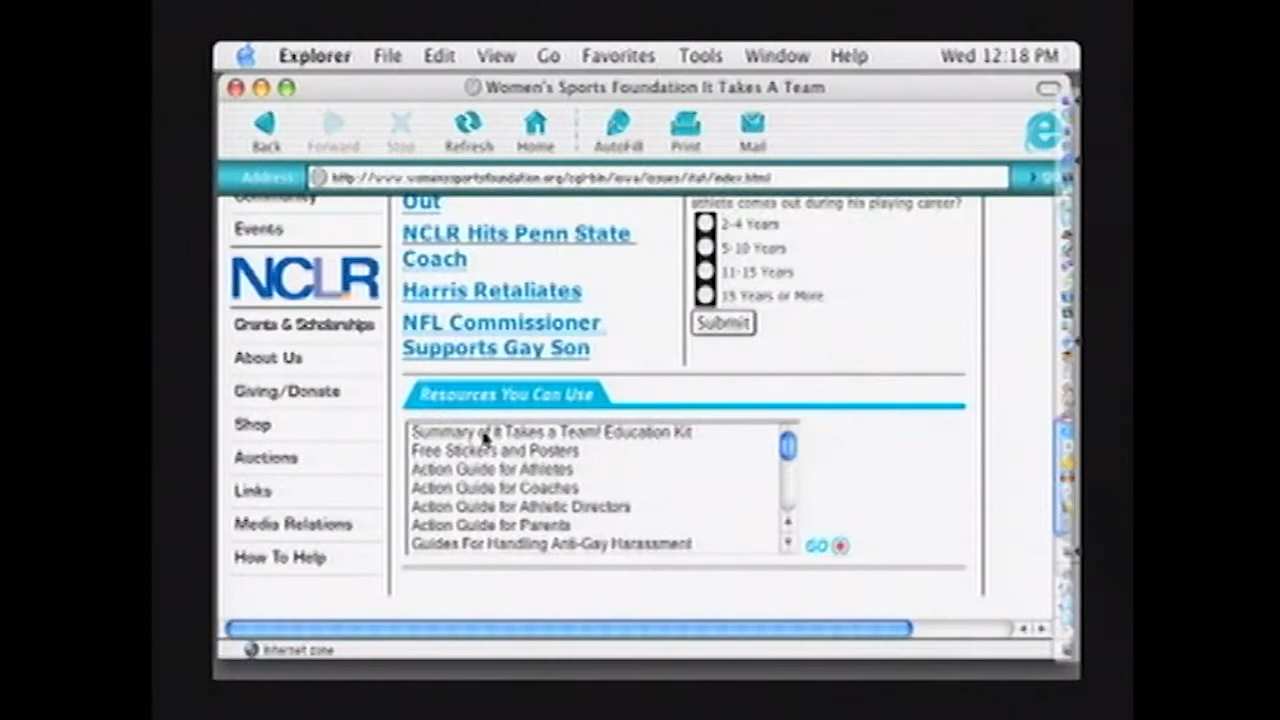 Explorer File Edit View Go Favorites Tools Window Help Wed 12:18 PM
Women's Sports Foundation It Takes A Team
Back Forward Stop Refresh Home AutoFill Print Mail
Address
Community
Events
NCLR
Grants & Scholarships
About Us
Giving/Donate
Shop
Auctions
Links
Media Relations
How To Help
Out
NCLR Hits Penn State
Coach
Harris Retaliates
NFL Commissioner
Supports Gay Son
athlete comes out during his playing career?
2-4 Years
5-10 Years
11-15 Years
15 Years or More
Submit
Resources You Can Use
Summary of It Takes a Team! Education Kit
Free Stickers and Posters
Action Guide for Athletes
Action Guide for Coaches
Action Guide for Athletic Directors
Action Guide for Parents
Guides For Handling Anti-Gay Harassment
GO
Internet zone